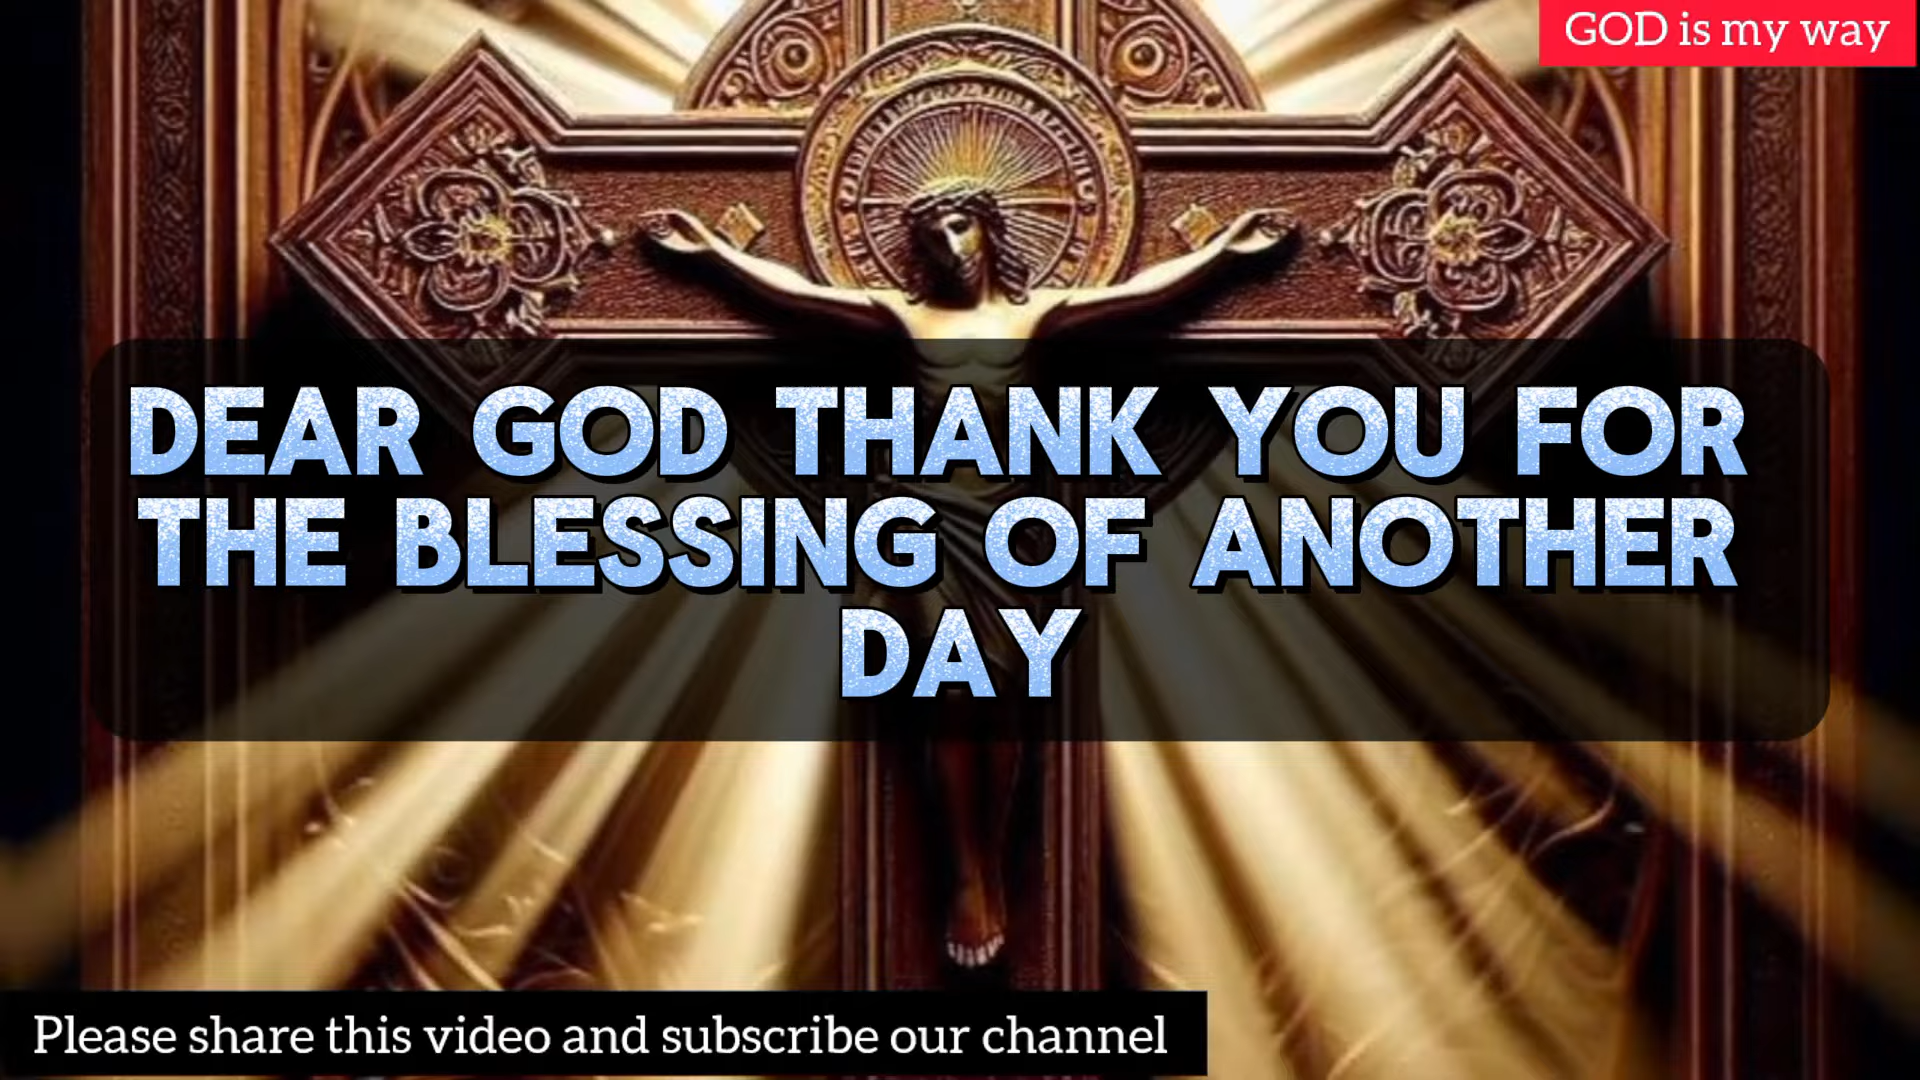 GOD is my way
DEAR GOD THANK YOU FOR
THE BLESSING OF ANOTHER
DAY
Please share this video and subscribe our channel